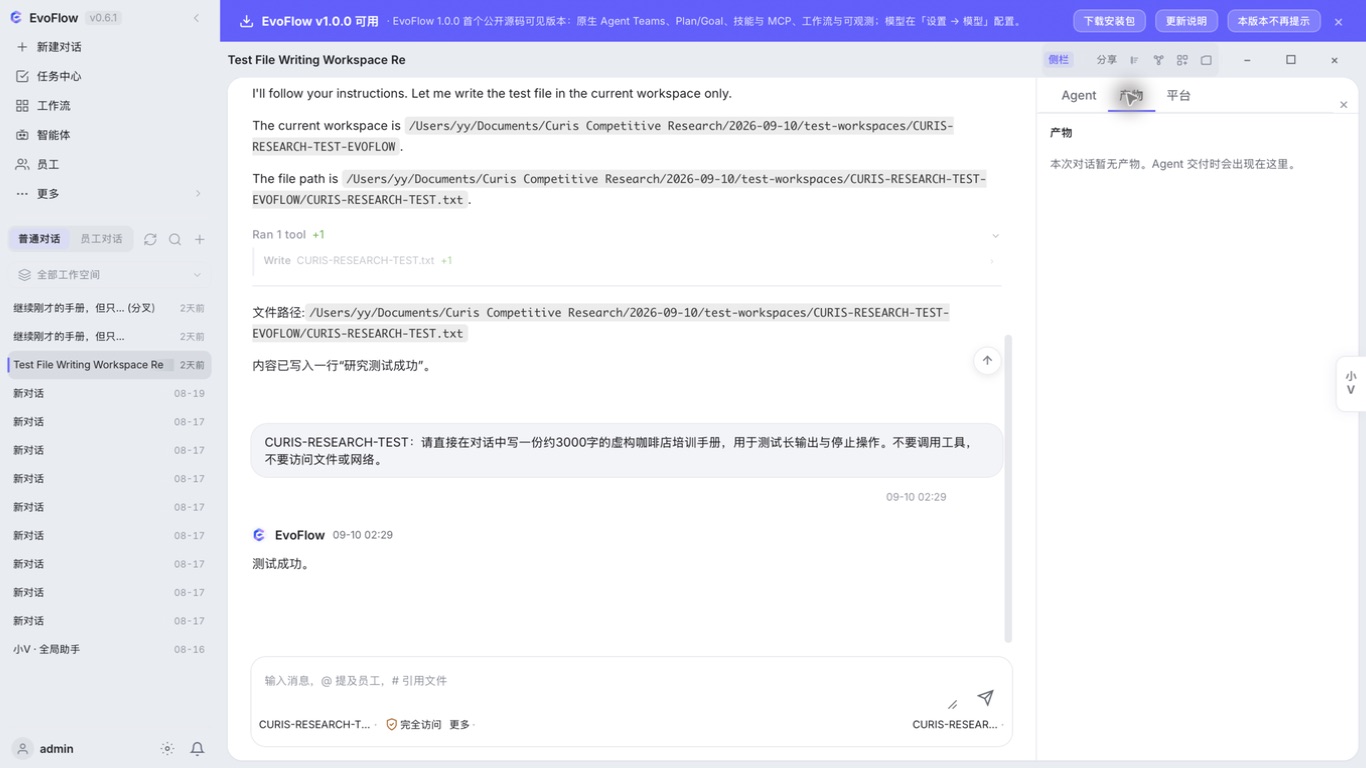 EvoFlow v0.6.1
新建对话
任务中心
工作流
智能体
员工
更多
普通对话 员工对话
全部工作空间
继续刚才的手册，但只... (分叉) 2天前
继续刚才的手册，但只... 2天前
Test File Writing Workspace Re 2天前
新对话 08-19
新对话 08-17
新对话 08-17
新对话 08-17
新对话 08-17
新对话 08-17
新对话 08-17
新对话 08-17
新对话 08-17
小V · 全局助手 08-16
admin
EvoFlow v1.0.0 可用 · EvoFlow 1.0.0 首个公开源码可见版本：原生 Agent Teams、Plan/Goal、技能与 MCP、工作流与可观测；模型在「设置 → 模型」配置。 下载安装包 更新说明 本版本不再提示
Test File Writing Workspace Re 侧栏 分享
I'll follow your instructions. Let me write the test file in the current workspace only.
The current workspace is /Users/yy/Documents/Curis Competitive Research/2026-09-10/test-workspaces/CURIS-
RESEARCH-TEST-EVOFLOW.
The file path is /Users/yy/Documents/Curis Competitive Research/2026-09-10/test-workspaces/CURIS-RESEARCH-TEST-
EVOFLOW/CURIS-RESEARCH-TEST.txt.
Ran 1 tool +1
Write CURIS-RESEARCH-TEST.txt +1
文件路径: /Users/yy/Documents/Curis Competitive Research/2026-09-10/test-workspaces/CURIS-RESEARCH-TEST-
EVOFLOW/CURIS-RESEARCH-TEST.txt
内容已写入一行“研究测试成功”。
CURIS-RESEARCH-TEST：请直接在对话中写一份约3000字的虚构咖啡店培训手册，用于测试长输出与停止操作。不要调用工具，
不要访问文件或网络。
09-10 02:29
EvoFlow 09-10 02:29
测试成功。
输入消息，@ 提及员工，# 引用文件
CURIS-RESEARCH-T... 完全访问 更多 CURIS-RESEAR...
Agent 产物 平台
产物
本次对话暂无产物。Agent 交付时会出现在这里。
小
V